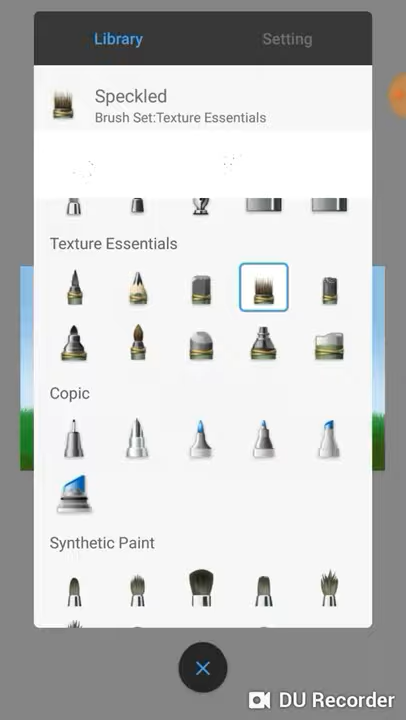 Library
Setting
Speckled
Brush Set:Texture Essentials
Texture Essentials
Copic
Synthetic Paint
DU Recorder